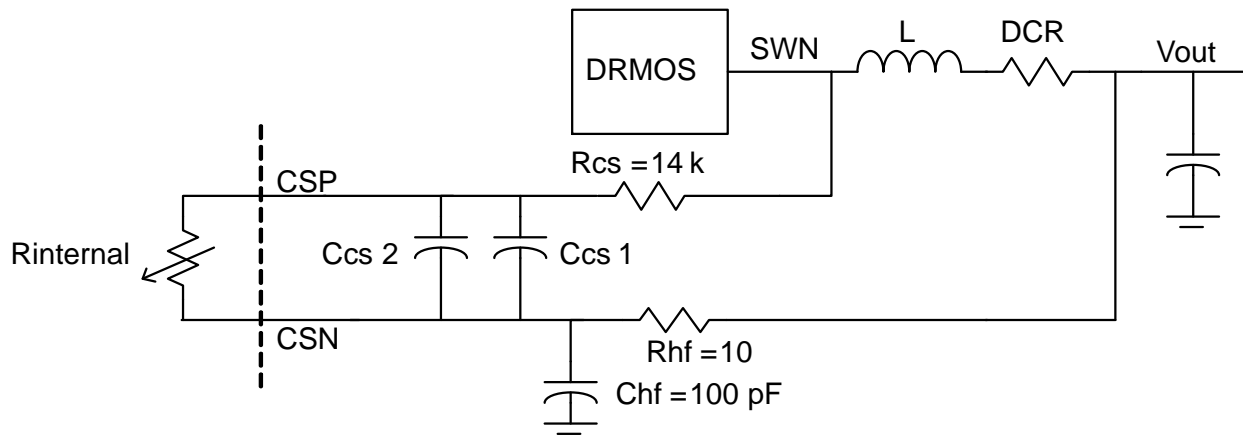 L
DCR
SWN
Vout
DRMOS
Rcs =14 k
CSP
Rinternal
Ccs 2
Ccs 1
CSN
Rhf =10
Chf =100 pF